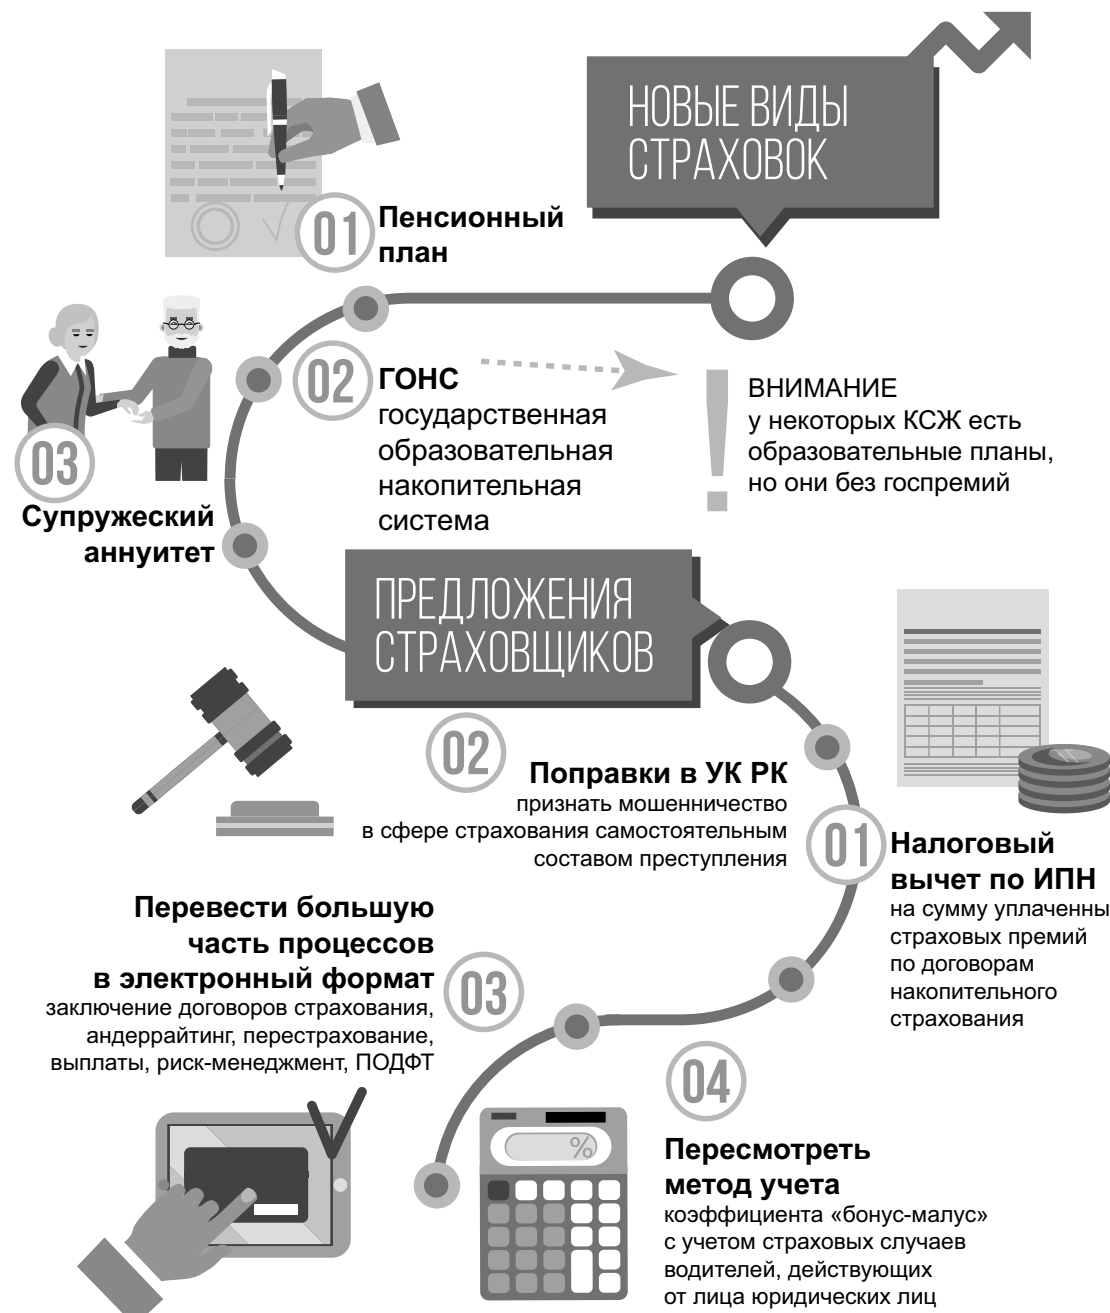 НОВЫЕ ВИДЫ
СТРАХОВОК
01
Пенсионный
план
02
ГОНС
государственная
образовательная
накопительная
система
!
ВНИМАНИЕ
у некоторых КСЖ есть
образовательные планы,
но они без госпремий
03
Супружеский
аннуитет
ПРЕДЛОЖЕНИЯ
СТРАХОВЩИКОВ
01
Налоговый
вычет по ИПН
на сумму уплаченны
страховых премий
по договорам
накопительного
страхования
02
Поправки в УК РК
признать мошенничество
в сфере страхования самостоятельным
составом преступления
03
Перевести большую
часть процессов
в электронный формат
заключение договоров страхования,
андеррайтинг, перестрахование,
выплаты, риск-менеджмент, ПОДФТ
04
Пересмотреть
метод учета
коэффициента «бонус-малус»
с учетом страховых случаев
водителей, действующих
от лица юридических лиц
%